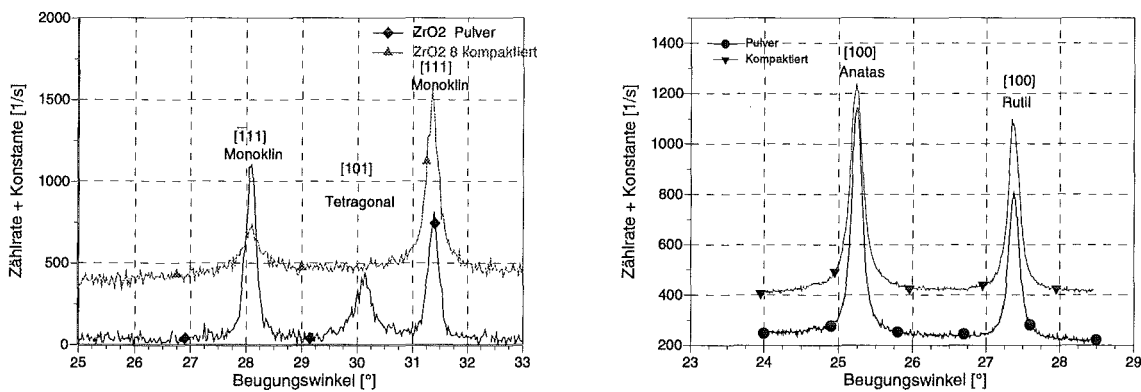 Zählrate + Konstante [1/s]
2000
1500
1000
500
0
ZrO2 Pulver
ZrO2 8 kompaktiert
[111]
Monoklin
[111]
Monoklin
[101]
Tetragonal
25 26 27 28 29 30 31 32 33
Beugungswinkel [°]
Zählrate + Konstante [1/s]
1400
1200
1000
800
600
400
200
Pulver
Kompaktiert
[100]
Anatas
[100]
Rutil
23 24 25 26 27 28 29
Beugungswinkel [°]